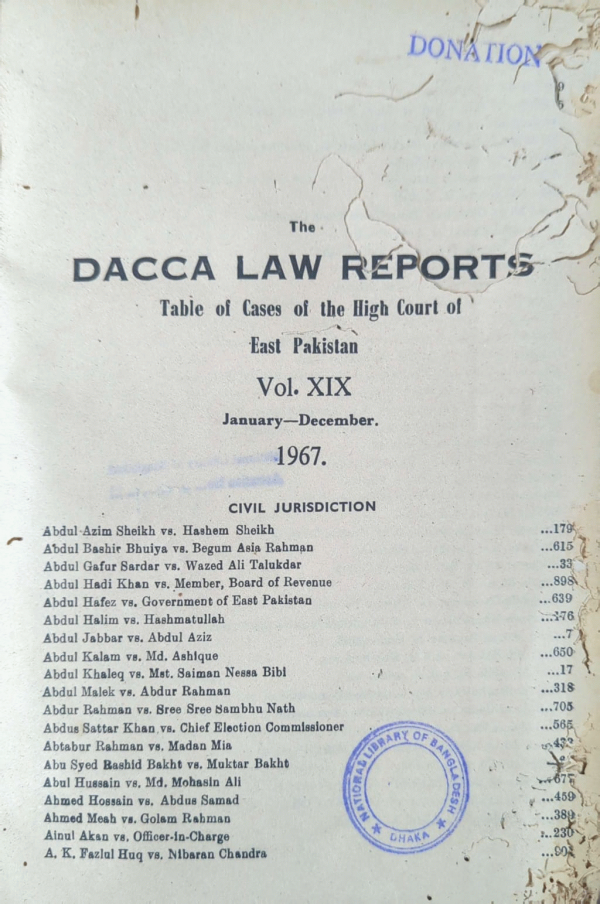 DONATION
The
DACCA LAW REPORTS
Table of Cases of the High Court of
East Pakistan
Vol. XIX
January—December.
1967.
CIVIL JURISDICTION
Abdul Azim Sheikh vs. Hashem Sheikh ...179
Abdul Bashir Bhuiya vs. Begum Asia Rahman ...615
Abdul Gafur Sardar vs. Wazed Ali Talukdar ...33
Abdul Hadi Khan vs. Member, Board of Revenue ...898
Abdul Hafez vs. Government of East Pakistan ...639
Abdul Halim vs. Hashmatullah ...176
Abdul Jabbar vs. Abdul Aziz ...7
Abdul Kalam vs. Md. Ashique ...650
Abdul Khaleq vs. Mst. Saiman Nessa Bibi ...17
Abdul Malek vs. Abdur Rahman ...318
Abdur Rahman vs. Sree Sree Sambhu Nath ...705
Abdus Sattar Khan vs. Chief Election Commissioner ...565
Abtabur Rahman vs. Madan Mia
Abu Syed Rashid Bakht vs. Muktar Bakht
Abul Hussain vs. Md. Mohasin Ali ...677
Ahmed Hossain vs. Abdus Samad ...459
Ahmed Meah vs. Golam Rahman ...389
Ainul Akan vs. Officer-in-Charge ...230
A. K. Fazlul Huq vs. Nibaran Chandra
NATIONAL LIBRARY OF BANGLADESH
DHAKA